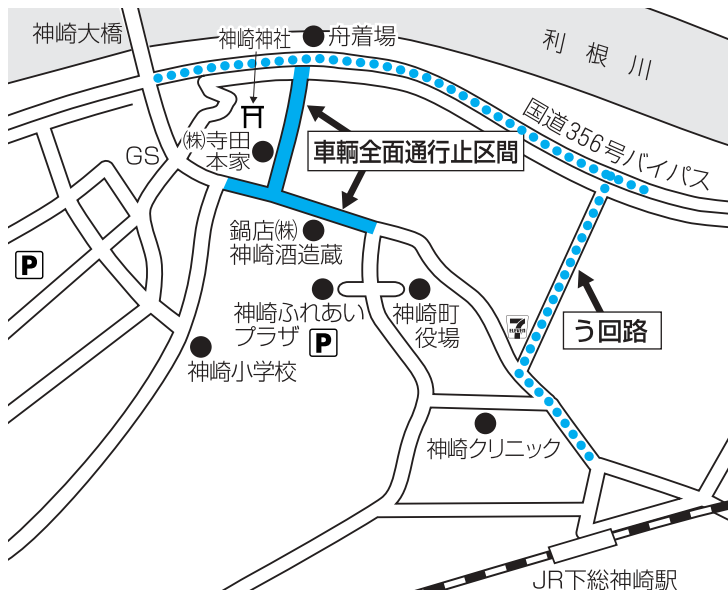 神崎大橋
神崎神社
舟着場
利根川
国道356号バイパス
GS
㈱寺田
本家
車輌全面通行止区間
鍋店㈱
神崎酒造蔵
P
神崎ふれあい
プラザ
P
神崎町
役場
7
ELEVEn
う回路
神崎小学校
神崎クリニック
JR下総神崎駅